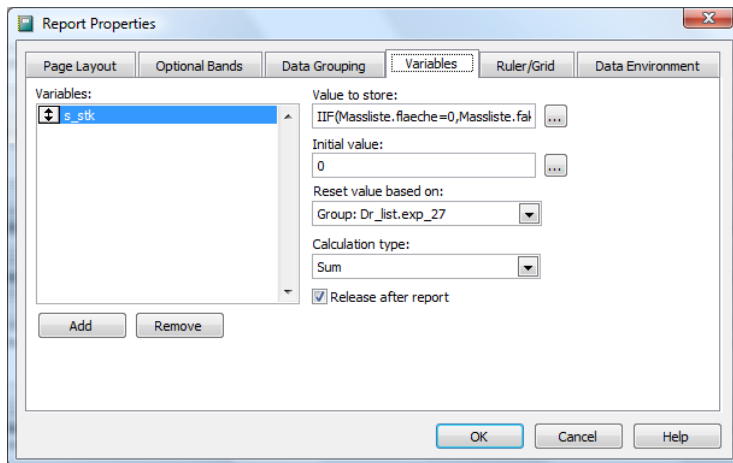 Report Properties
Page Layout Optional Bands Data Grouping Variables Ruler/Grid Data Environment
Variables:
s_stk
Value to store:
IIF(Massliste.flaeche=0,Massliste.fak
...
Initial value:
0
...
Reset value based on:
Group: Dr_list.exp_27
Calculation type:
Sum
Release after report
Add Remove
OK Cancel Help